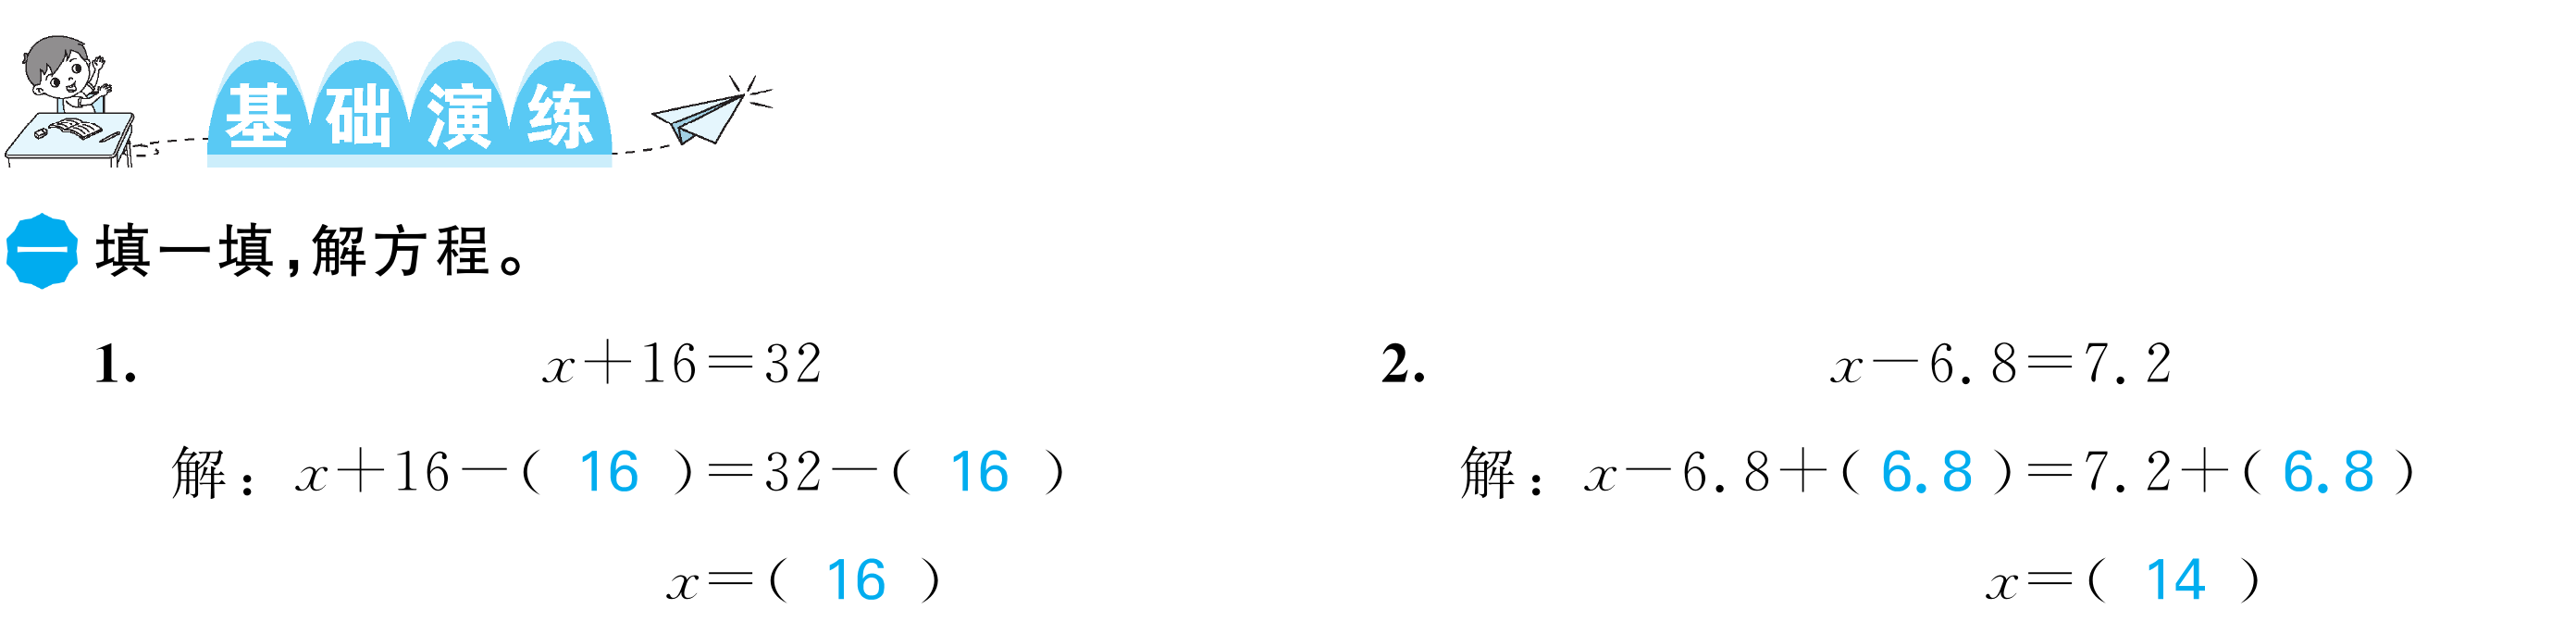 基础演练
一 填一填,解方程。
1. x+16=32
解：x+16-( 16 )=32-( 16 )
x=( 16 )
2. x-6.8=7.2
解：x-6.8+( 6.8 )=7.2+( 6.8 )
x=( 14 )